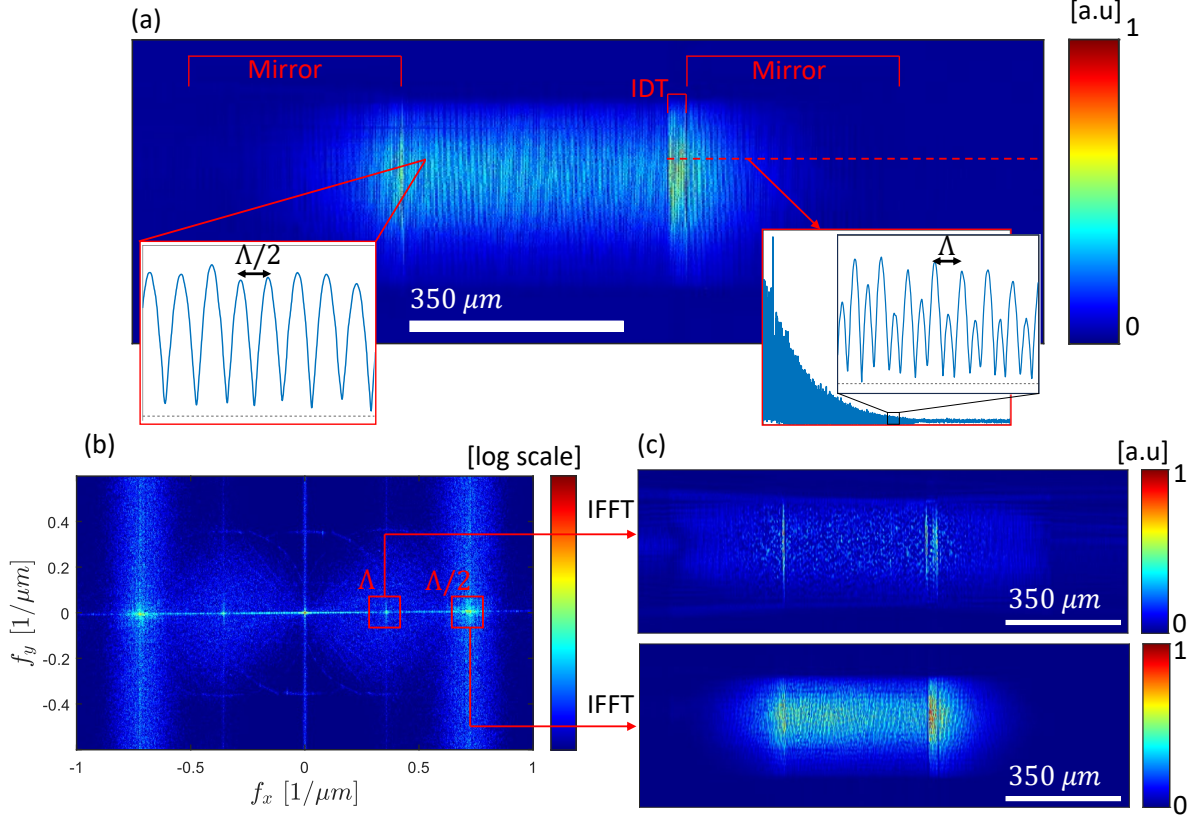 (a)
[a.u]
1
0
Mirror
IDT
Mirror
Λ/2
Λ
350 μm
(b)
[log scale]
0.4
0.2
0
-0.2
-0.4
-1
-0.5
0
0.5
1
f_y [1/μm]
f_x [1/μm]
Λ
Λ/2
IFFT
IFFT
(c)
[a.u]
1
0
350 μm
1
0
350 μm